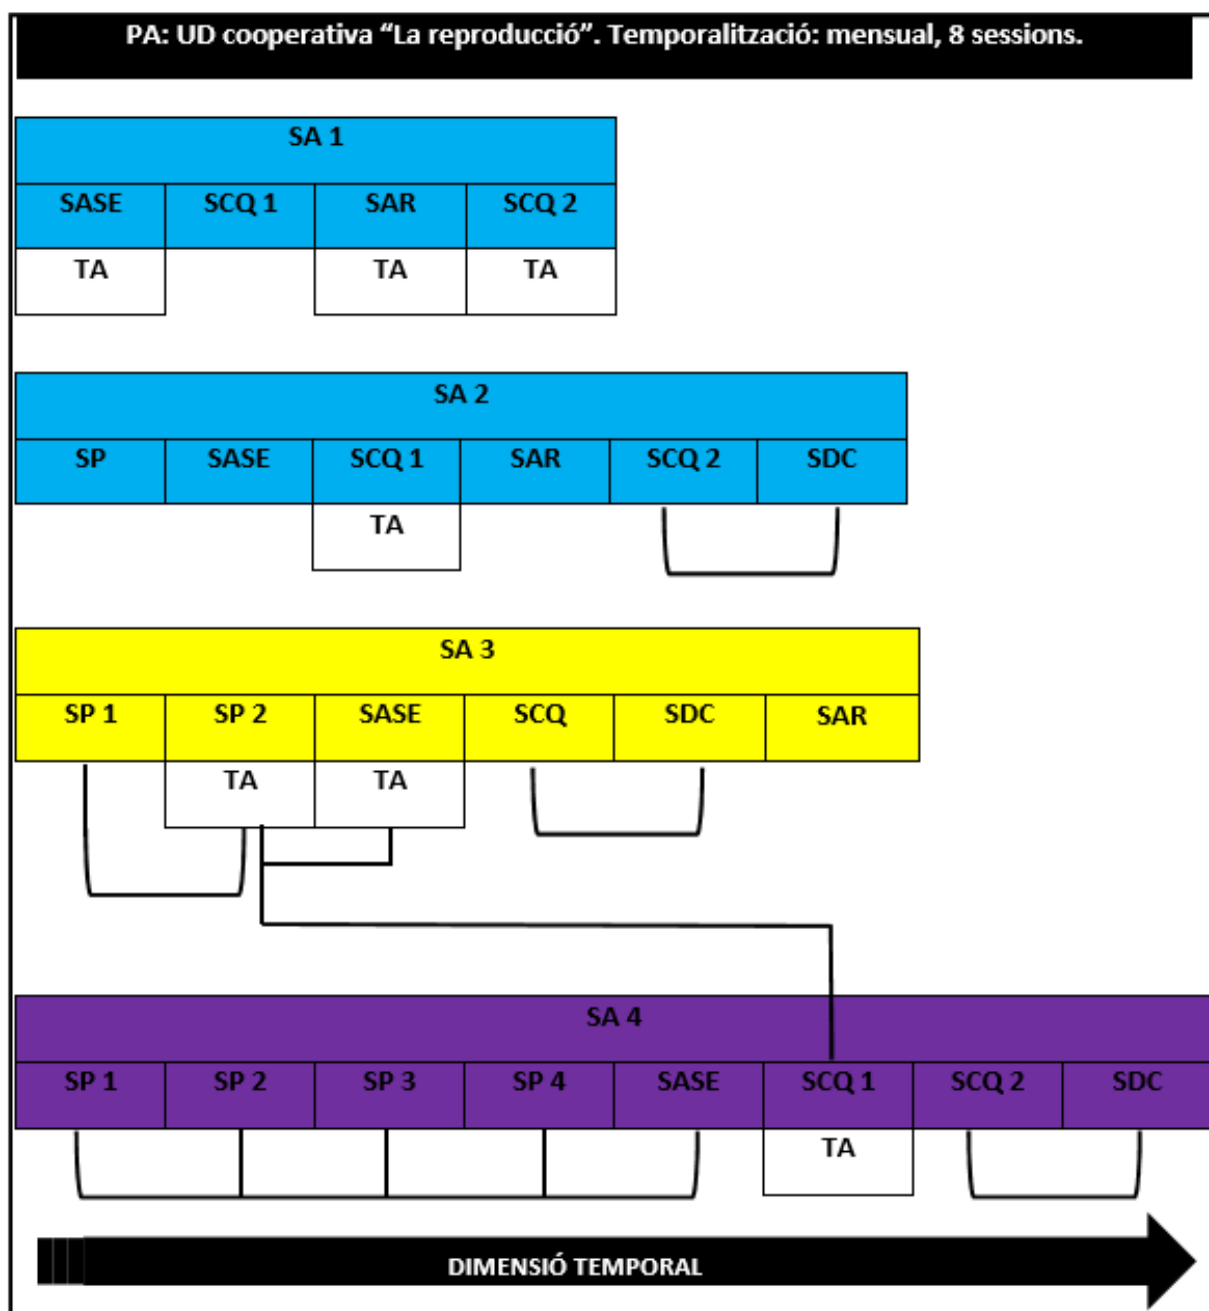 PA: UD cooperativa “La reproducció”. Temporalització: mensual, 8 sessions.
SA 1
SASE SCQ 1 SAR SCQ 2
TA TA TA
SA 2
SP SASE SCQ 1 SAR SCQ 2 SDC
TA
SA 3
SP 1 SP 2 SASE SCQ SDC SAR
TA TA
SA 4
SP 1 SP 2 SP 3 SP 4 SASE SCQ 1 SCQ 2 SDC
TA
DIMENSIÓ TEMPORAL